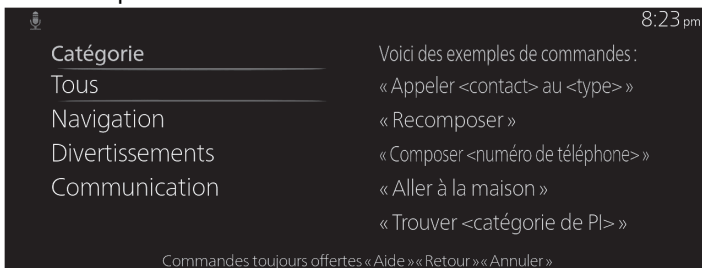 8:23 pm
Catégorie
Tous
Navigation
Divertissements
Communication
Voici des exemples de commandes :
« Appeler <contact> au <type> »
« Recomposer »
« Composer <numéro de téléphone> »
« Aller à la maison »
« Trouver <catégorie de PI> »
Commandes toujours offertes « Aide » « Retour » « Annuler »